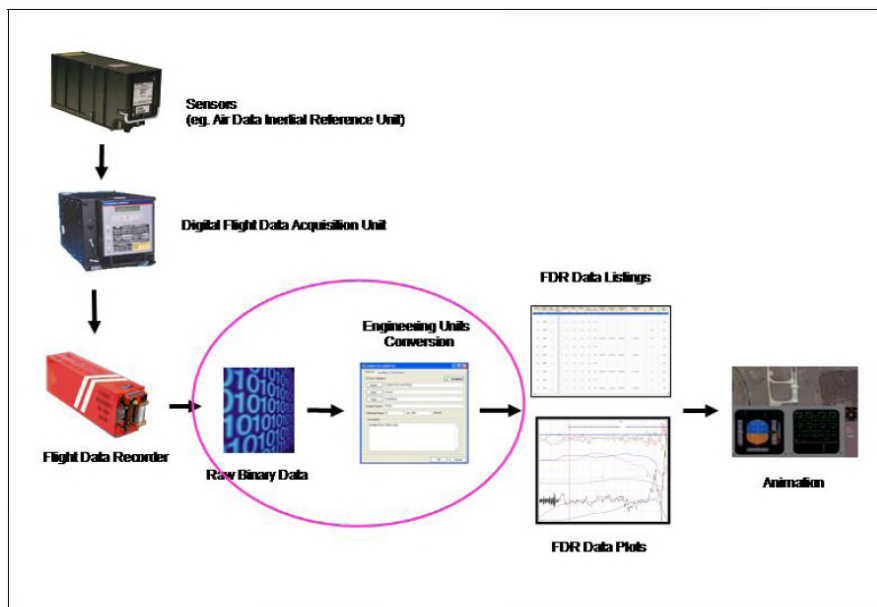 Sensors
(eg. Air Data Inertial Reference Unit)
Digital Flight Data Acquisition Unit
FDR Data Listings
Engineering Units
Conversion
Flight Data Recorder
Raw Binary Data
Animation
FDR Data Plots